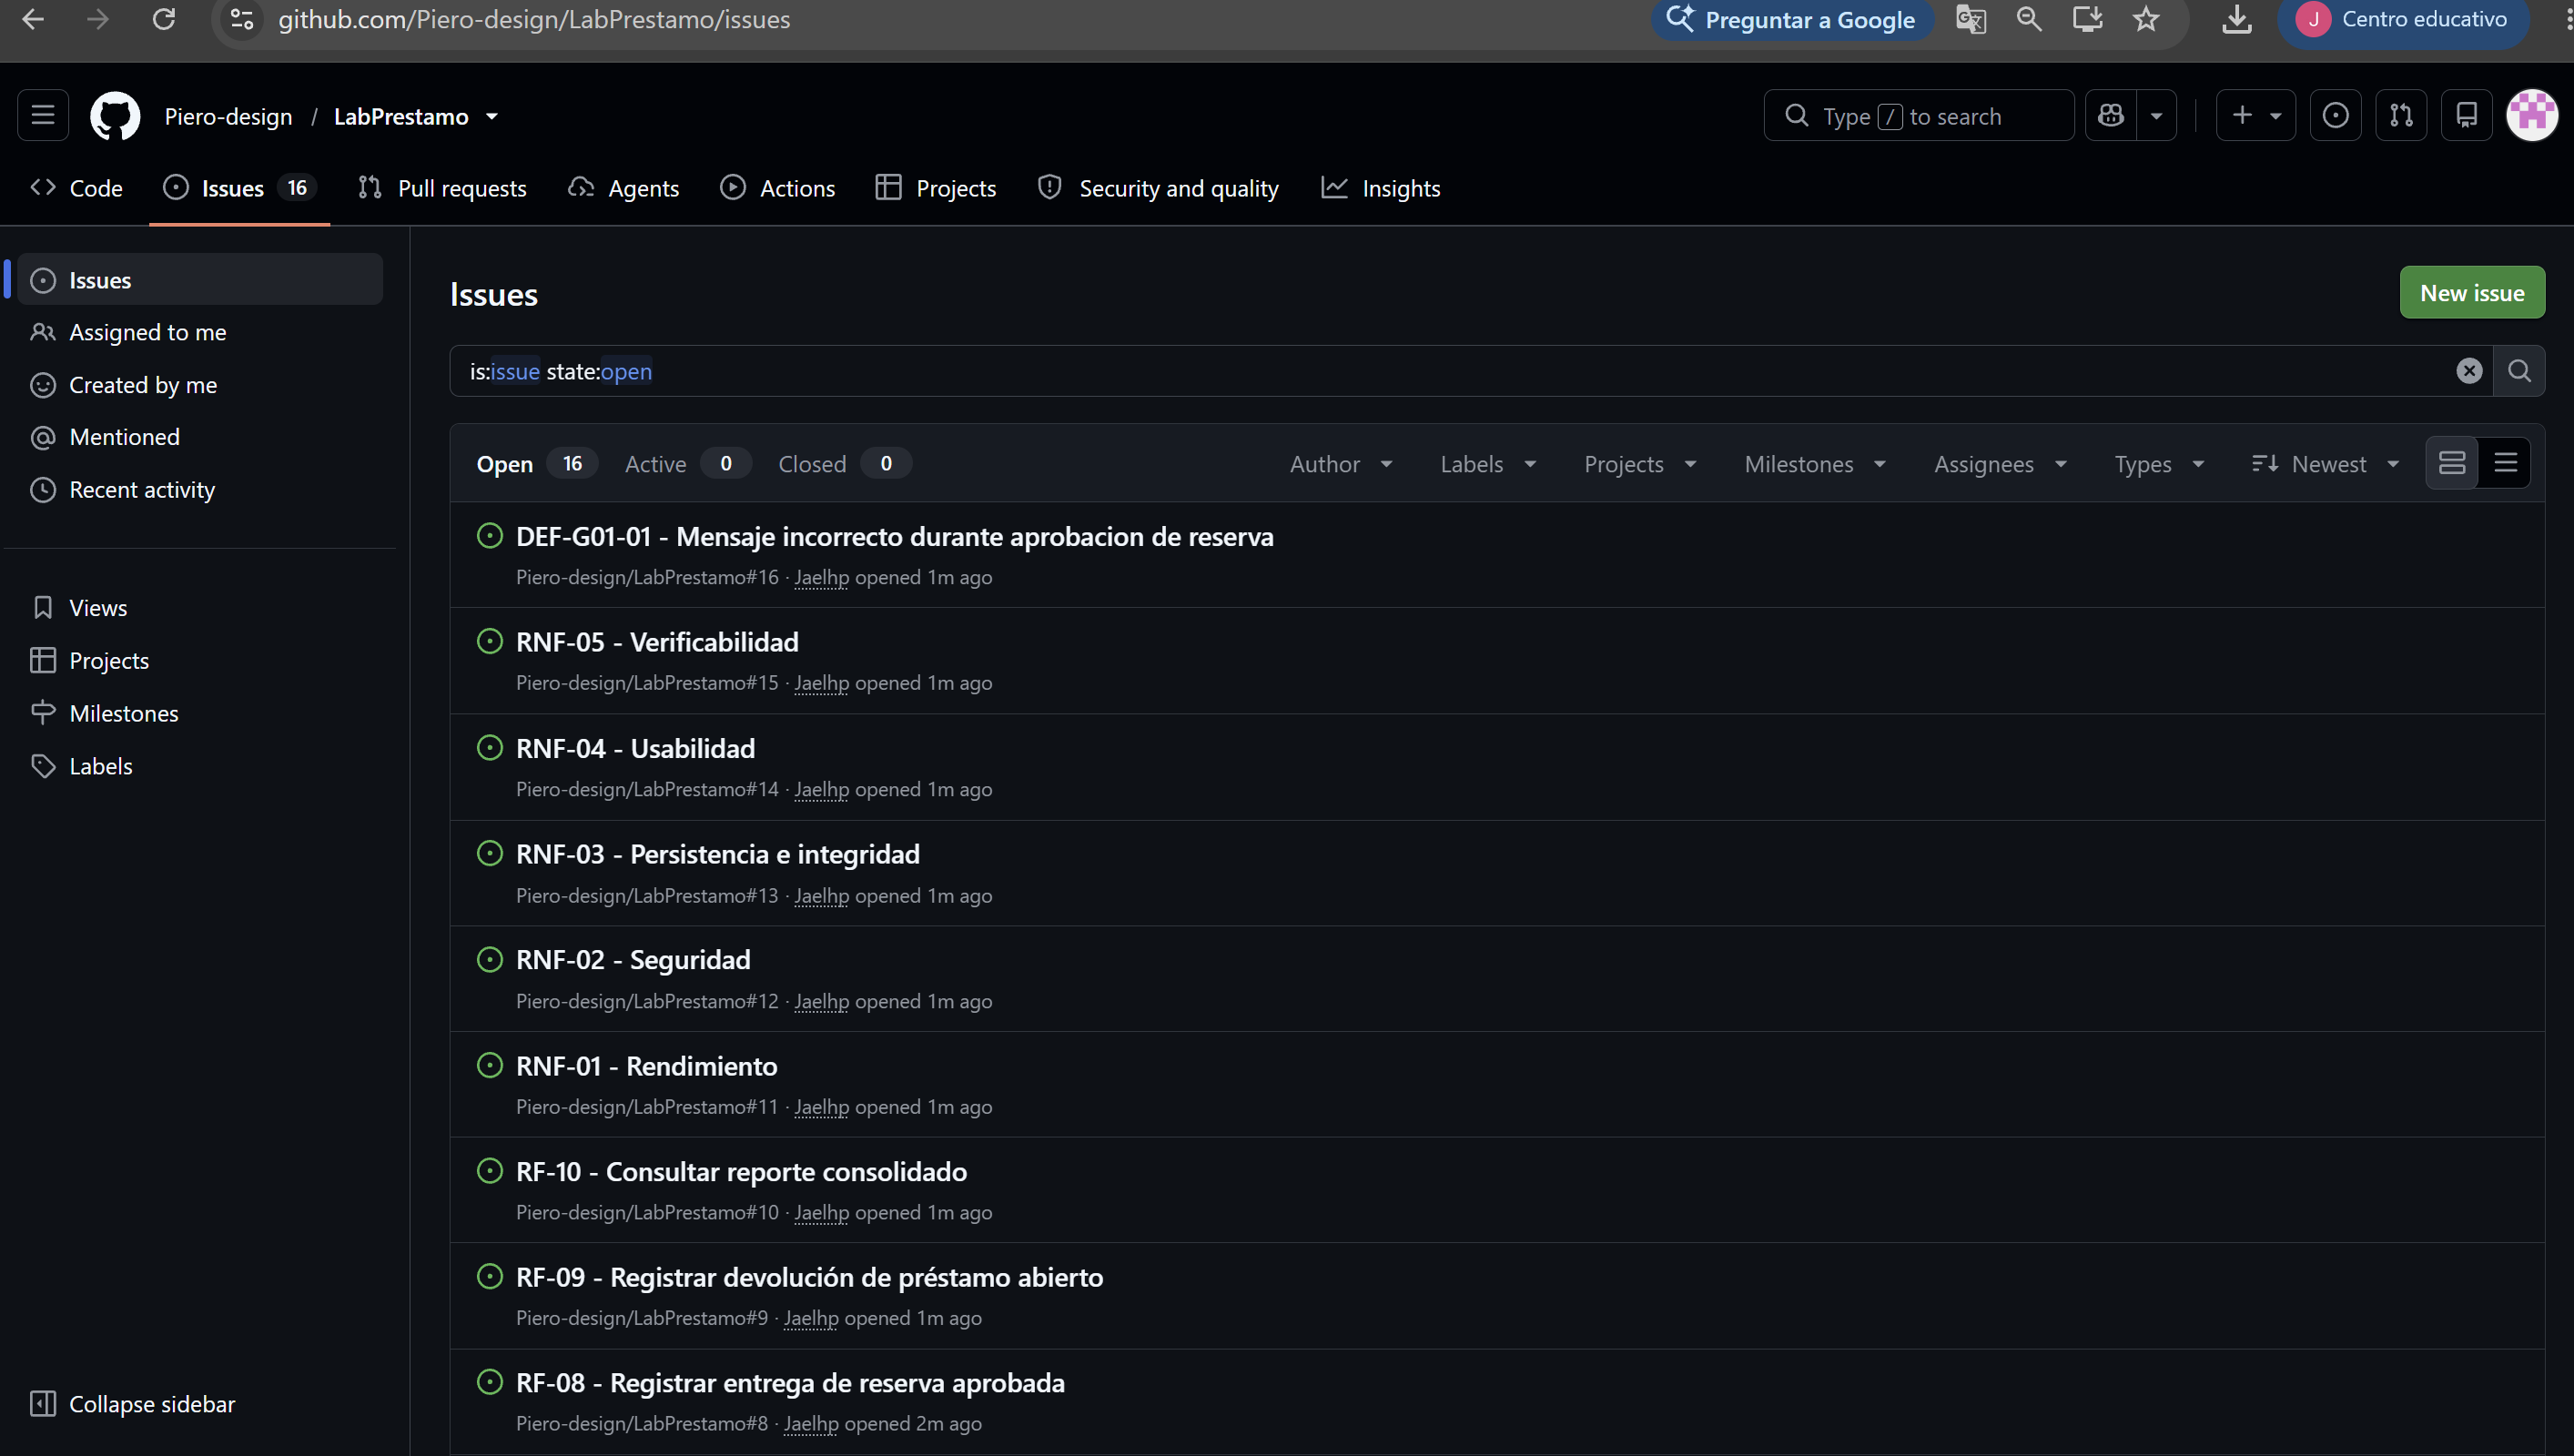 github.com/Piero-design/LabPrestamo/issues
Preguntar a Google
J Centro educativo
Piero-design / LabPrestamo
Type / to search
Code
Issues 16
Pull requests
Agents
Actions
Projects
Security and quality
Insights
Issues
Assigned to me
Created by me
Mentioned
Recent activity
Views
Projects
Milestones
Labels
Collapse sidebar
Issues
New issue
is:issue state:open
Open 16 Active 0 Closed 0 Author Labels Projects Milestones Assignees Types Newest
DEF-G01-01 - Mensaje incorrecto durante aprobacion de reserva
Piero-design/LabPrestamo#16 · Jaelhp opened 1m ago
RNF-05 - Verificabilidad
Piero-design/LabPrestamo#15 · Jaelhp opened 1m ago
RNF-04 - Usabilidad
Piero-design/LabPrestamo#14 · Jaelhp opened 1m ago
RNF-03 - Persistencia e integridad
Piero-design/LabPrestamo#13 · Jaelhp opened 1m ago
RNF-02 - Seguridad
Piero-design/LabPrestamo#12 · Jaelhp opened 1m ago
RNF-01 - Rendimiento
Piero-design/LabPrestamo#11 · Jaelhp opened 1m ago
RF-10 - Consultar reporte consolidado
Piero-design/LabPrestamo#10 · Jaelhp opened 1m ago
RF-09 - Registrar devolución de préstamo abierto
Piero-design/LabPrestamo#9 · Jaelhp opened 1m ago
RF-08 - Registrar entrega de reserva aprobada
Piero-design/LabPrestamo#8 · Jaelhp opened 2m ago